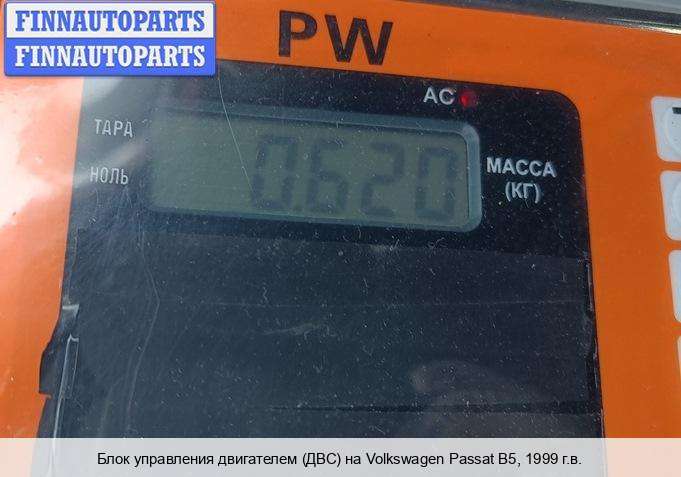 FINNAUTOPARTS
FINNAUTOPARTS
PW
AC
ТАРА
НОЛЬ
0.620
МАССА
(КГ)
Блок управления двигателем (ДВС) на Volkswagen Passat B5, 1999 г.в.